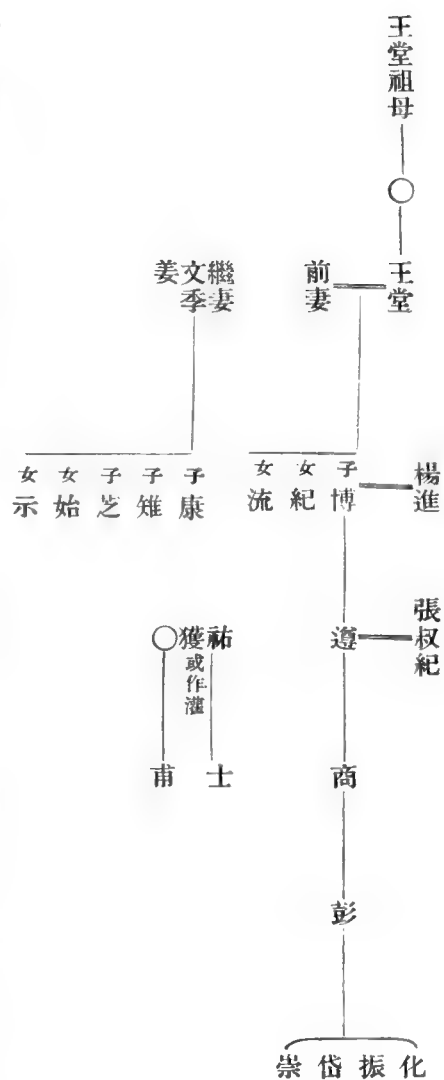 王堂祖母
王堂
前妻
繼妻
文季
姜
楊進
子博
女紀
女流
子康
子雉
子芝
女始
女示
張叔紀
遵
祐
獲或作灌
商
士
甫
彭
化
振
岱
崇